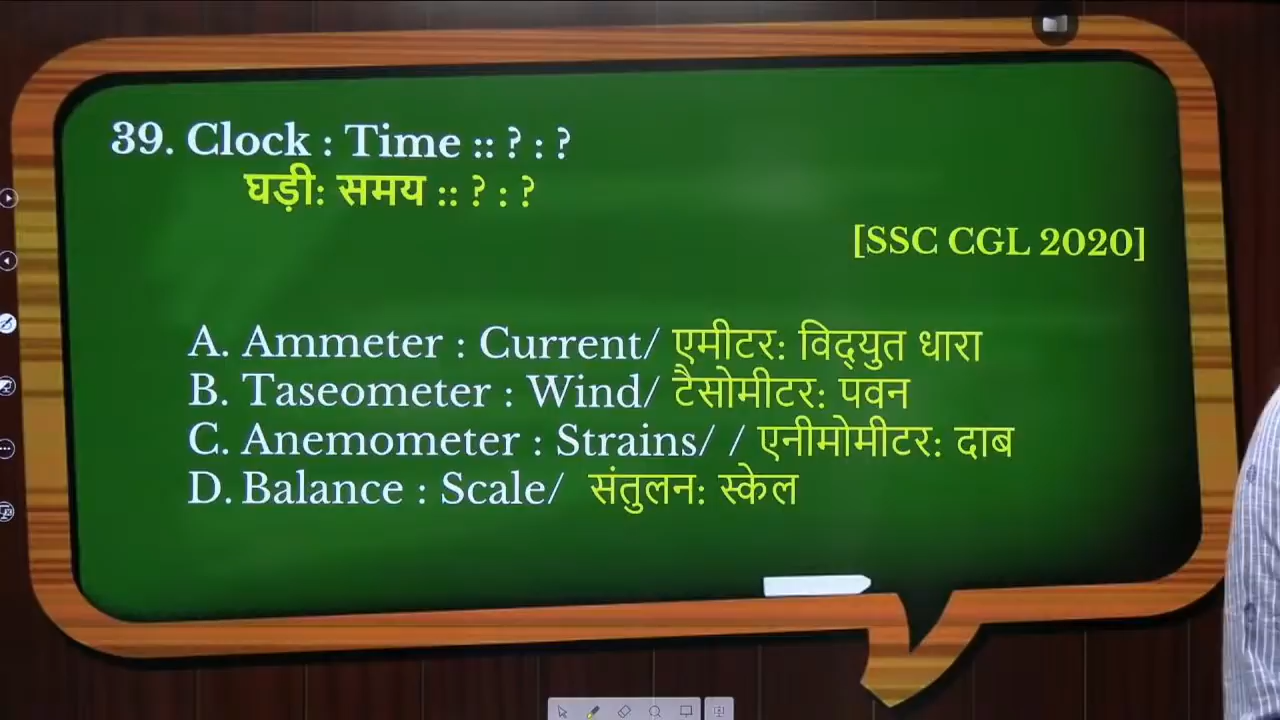 39. Clock : Time :: ? : ?
घड़ी: समय :: ? : ?
[SSC CGL 2020]
A. Ammeter : Current/ एमीटर: विद्युत धारा
B. Taseometer : Wind/ टैसोमीटर: पवन
C. Anemometer : Strains/ / एनीमोमीटर: दाब
D. Balance : Scale/ संतुलन: स्केल